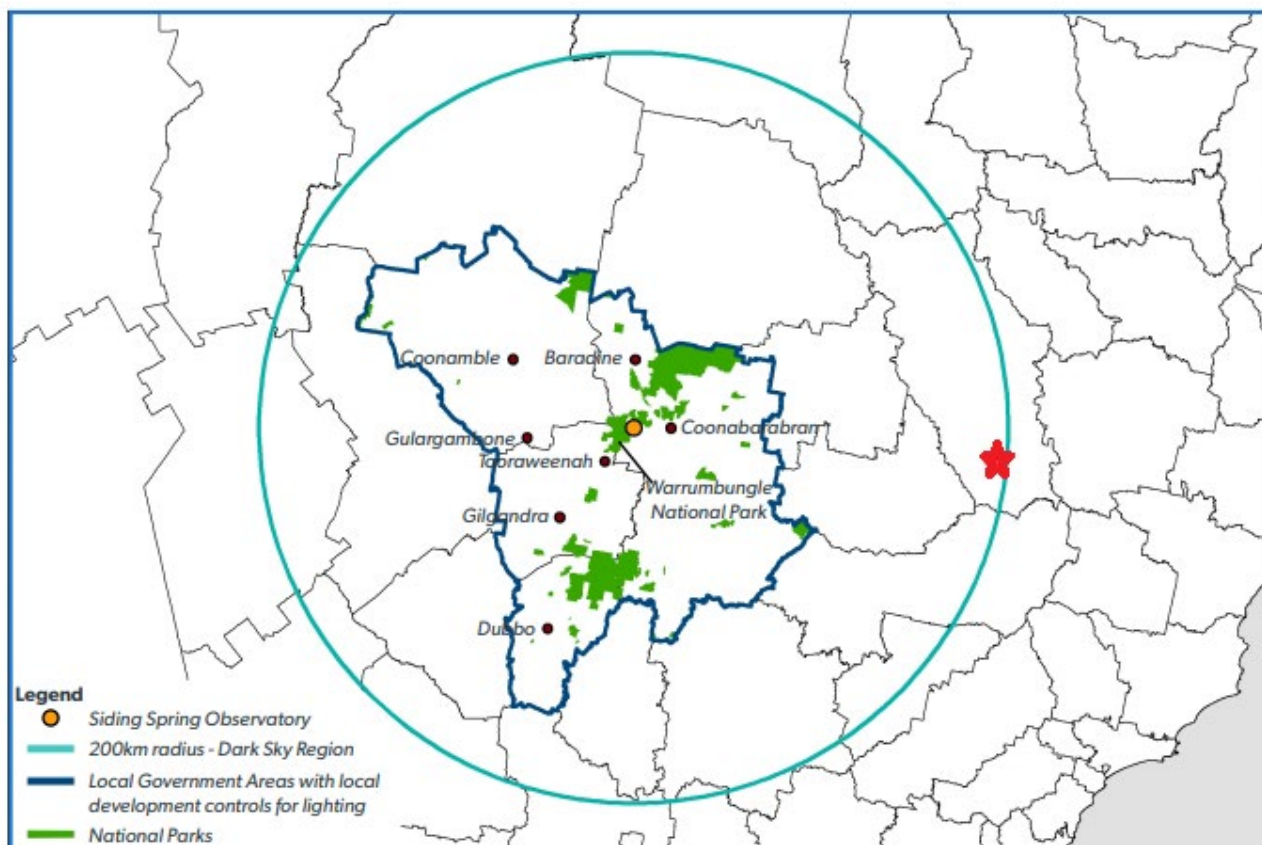 Coonamble
Baradine
Gulargambone
Coonabarabran
Tooraweenah
Warrumbungle
National Park
Gilgandra
Dubbo
Legend
Siding Spring Observatory
200km radius - Dark Sky Region
Local Government Areas with local
development controls for lighting
National Parks